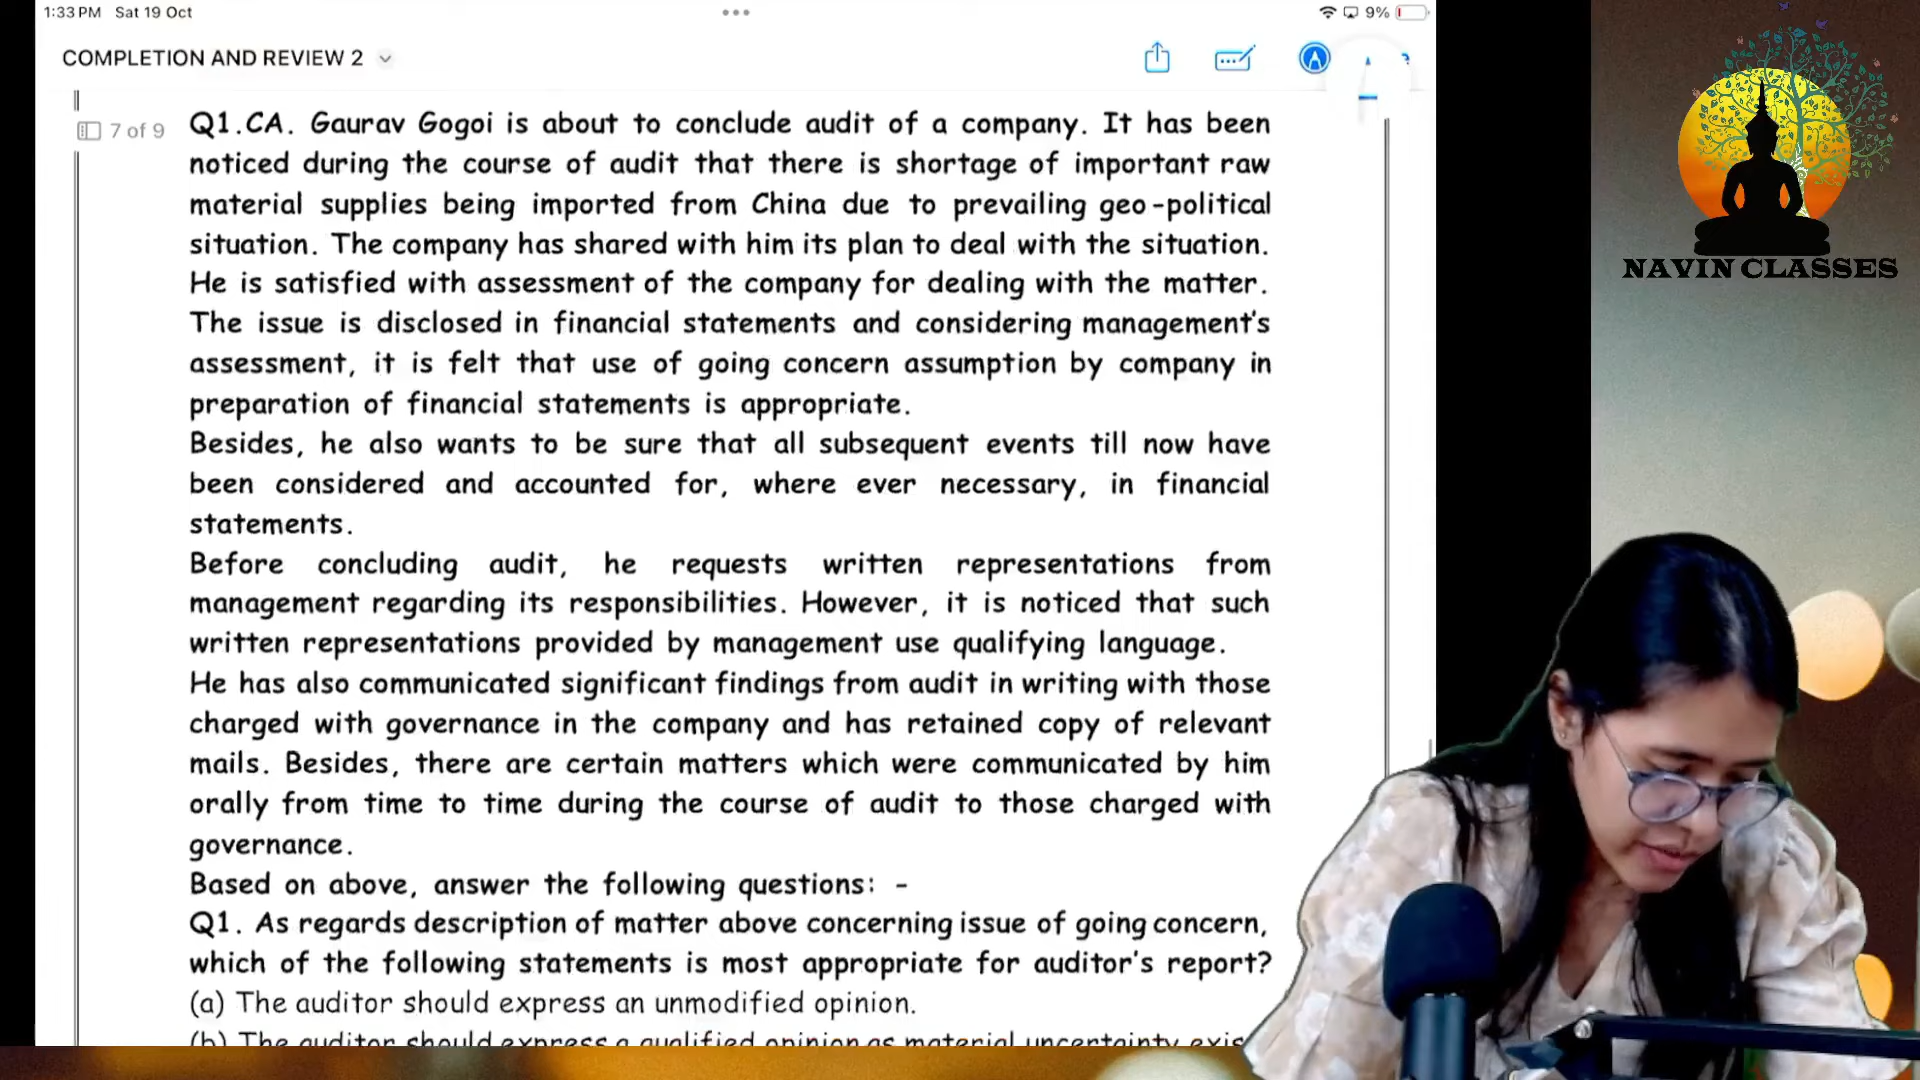 1:33 PM Sat 19 Oct
9%
COMPLETION AND REVIEW 2
7 of 9
Q1.CA. Gaurav Gogoi is about to conclude audit of a company. It has been
noticed during the course of audit that there is shortage of important raw
material supplies being imported from China due to prevailing geo-political
situation. The company has shared with him its plan to deal with the situation.
He is satisfied with assessment of the company for dealing with the matter.
The issue is disclosed in financial statements and considering management's
assessment, it is felt that use of going concern assumption by company in
preparation of financial statements is appropriate.
Besides, he also wants to be sure that all subsequent events till now have
been considered and accounted for, where ever necessary, in financial
statements.
Before concluding audit, he requests written representations from
management regarding its responsibilities. However, it is noticed that such
written representations provided by management use qualifying language.
He has also communicated significant findings from audit in writing with those
charged with governance in the company and has retained copy of relevant
mails. Besides, there are certain matters which were communicated by him
orally from time to time during the course of audit to those charged with
governance.
Based on above, answer the following questions: -
Q1. As regards description of matter above concerning issue of going concern,
which of the following statements is most appropriate for auditor's report?
(a) The auditor should express an unmodified opinion.
(b) The auditor should express a qualified opinion as material uncertainty
NAVIN CLASSES